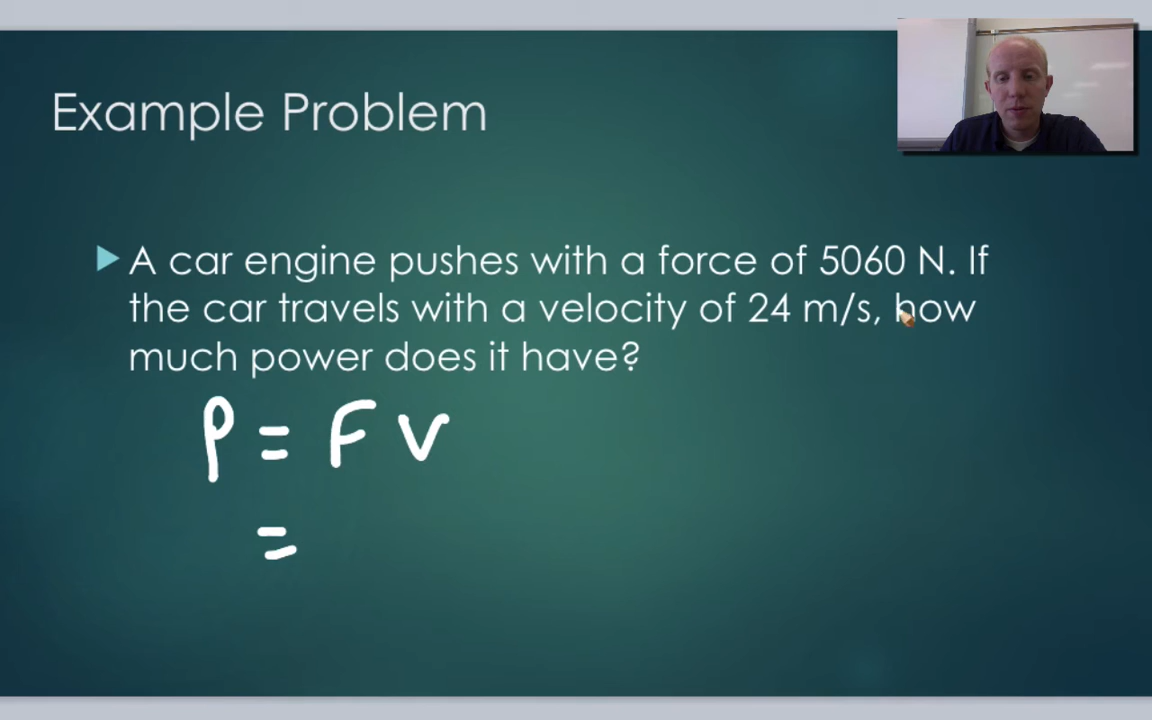 Example Problem
A car engine pushes with a force of 5060 N. If
the car travels with a velocity of 24 m/s, how
much power does it have?
P = F v
=